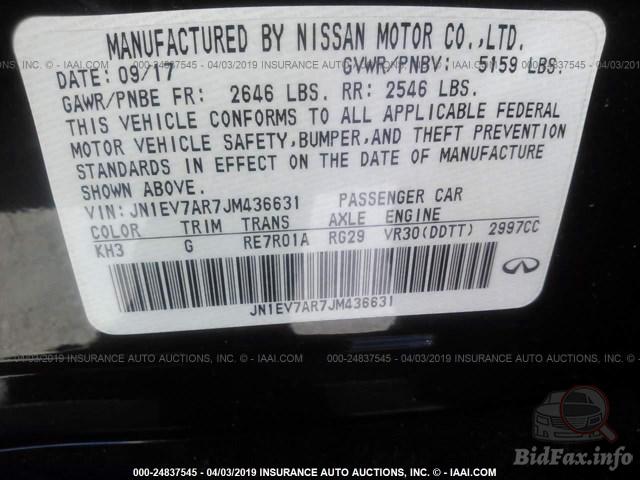 MANUFACTURED BY NISSAN MOTOR CO.,LTD.
DATE: 09/17 GVWR/PNBV: 5159 LBS.
GAWR/PNBE FR: 2646 LBS. RR: 2546 LBS.
THIS VEHICLE CONFORMS TO ALL APPLICABLE FEDERAL
MOTOR VEHICLE SAFETY,BUMPER,AND THEFT PREVENTION
STANDARDS IN EFFECT ON THE DATE OF MANUFACTURE
SHOWN ABOVE.
VIN:JN1EV7AR7JM436631 PASSENGER CAR
COLOR TRIM TRANS AXLE ENGINE
KH3 G RE7R01A RG29 VR30(DDTT) 2997CC
JN1EV7AR7JM436631
000-24837545 - 04/03/2019 INSURANCE AUTO AUCTIONS, INC. © - IAAI.COM
BidFax.info